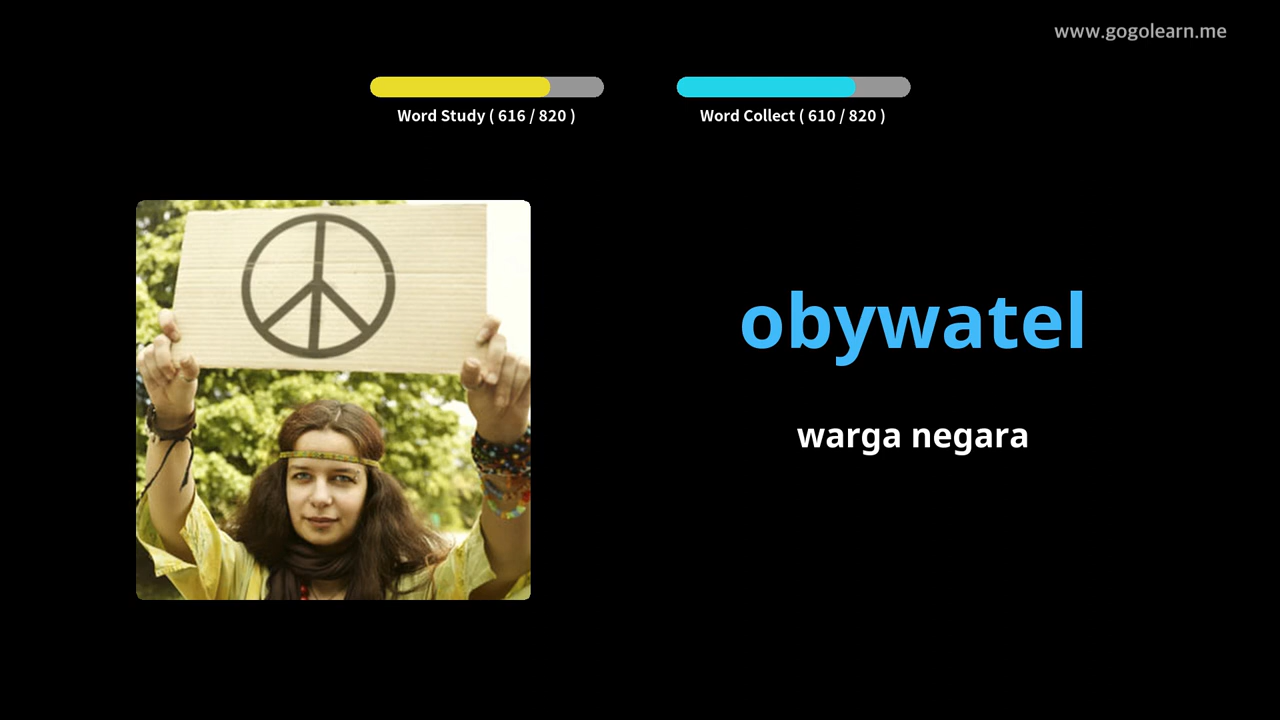 www.gogolearn.me
Word Study ( 616 / 820 )
Word Collect ( 610 / 820 )
obywatel
warga negara